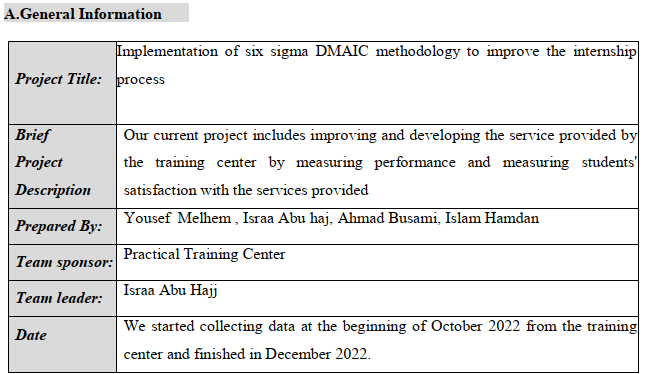 A.General Information
Project Title:
Implementation of six sigma DMAIC methodology to improve the internship
process
Brief
Project
Description
Our current project includes improving and developing the service provided by
the training center by measuring performance and measuring students'
satisfaction with the services provided
Prepared By:
Yousef Melhem , Israa Abu haj, Ahmad Busami, Islam Hamdan
Team sponsor:
Practical Training Center
Team leader:
Israa Abu Hajj
Date
We started collecting data at the beginning of October 2022 from the training
center and finished in December 2022.